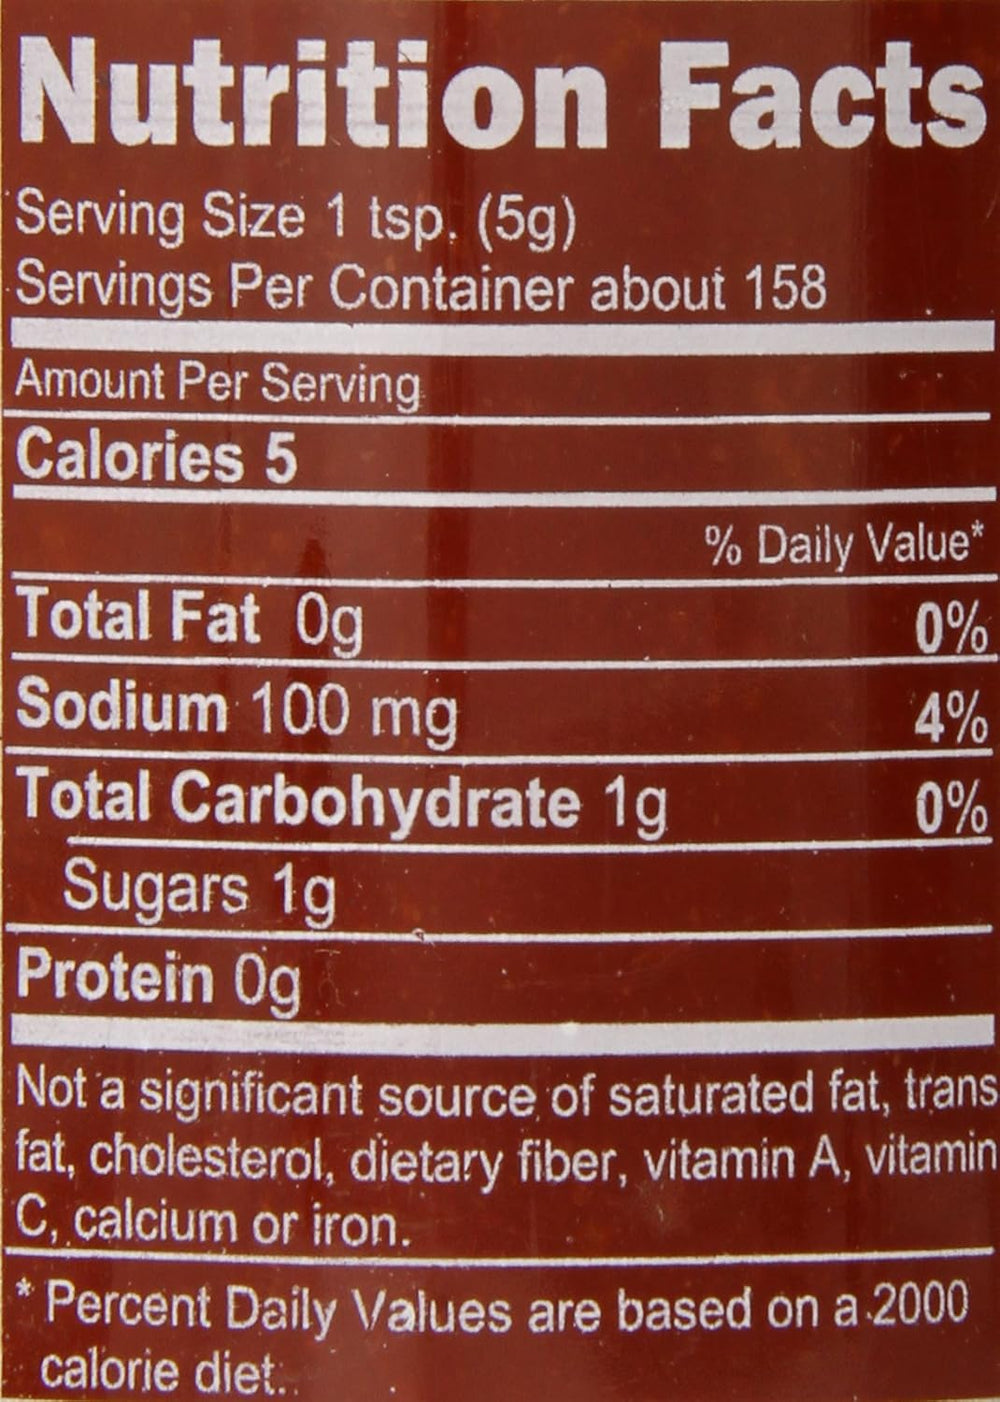 Nutrition Facts
Serving Size 1 tsp. (5g)
Servings Per Container about 158
Amount Per Serving
Calories 5
% Daily Value*
Total Fat 0g 0%
Sodium 100 mg 4%
Total Carbohydrate 1g 0%
Sugars 1g
Protein 0g
Not a significant source of saturated fat, trans
fat, cholesterol, dietary fiber, vitamin A, vitamin
C, calcium or iron.
* Percent Daily Values are based on a 2000
calorie diet.